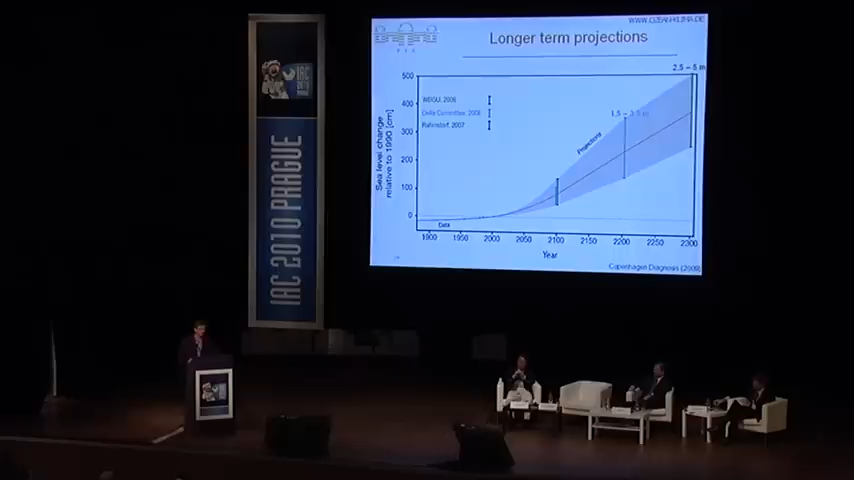 WWW.OZEAN-KLIMA.DE
P I K
Longer term projections
2.5 – 5 m
500
400
300
200
100
0
Sea level change
relative to 1990 [cm]
WBGU, 2006
Delta Committee, 2008
Rahmstorf, 2007
1.5 – 3.5 m
Projections
Data
1900 1950 2000 2050 2100 2150 2200 2250 2300
Year
Copenhagen Diagnosis (2009)
IAC
2010
IAC 2010 PRAGUE